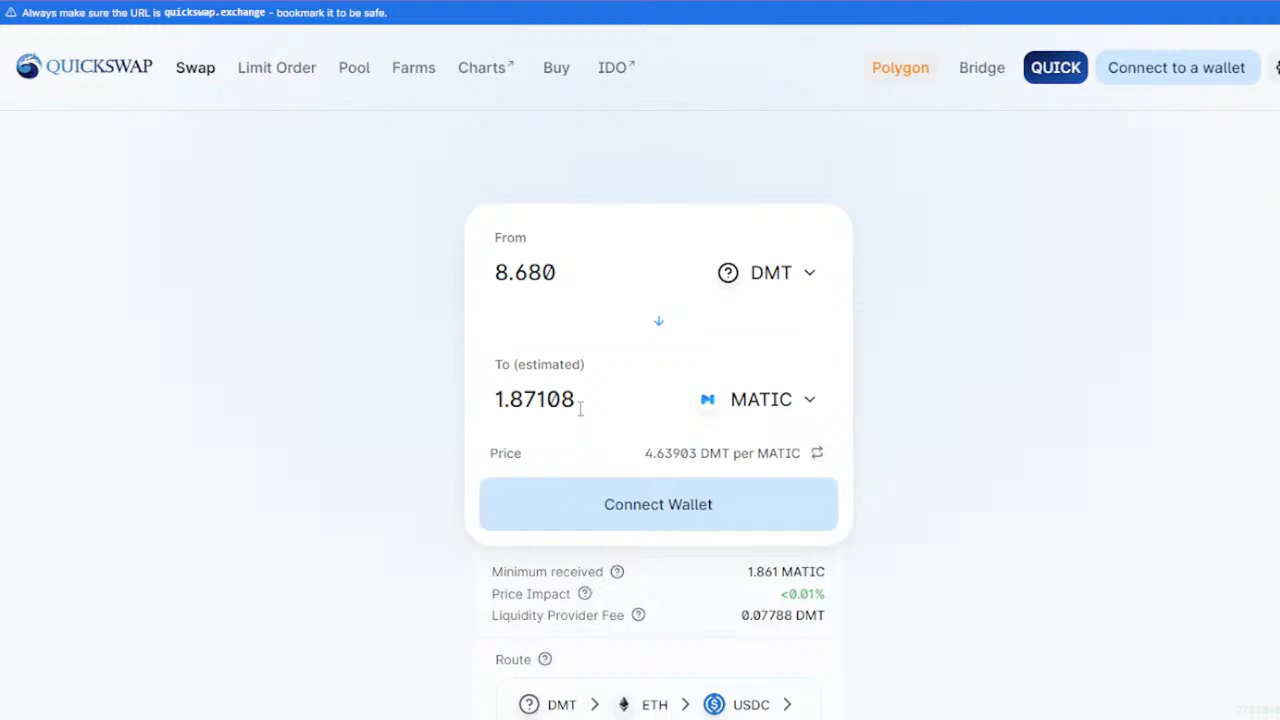 Always make sure the URL is quickswap.exchange - bookmark it to be safe.
QUICKSWAP Swap Limit Order Pool Farms Charts↗ Buy IDO↗ Polygon Bridge QUICK Connect to a wallet
From
8.680 DMT
To (estimated)
1.87108 MATIC
Price 4.63903 DMT per MATIC
Connect Wallet
Minimum received 1.861 MATIC
Price Impact <0.01%
Liquidity Provider Fee 0.07788 DMT
Route
DMT > ETH > USDC >